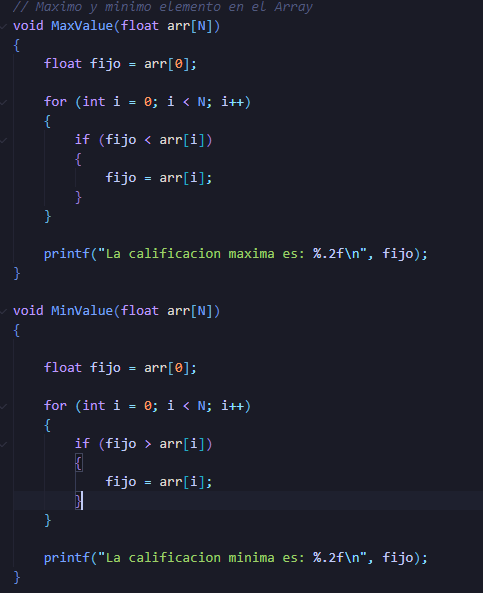 // Maximo y minimo elemento en el Array
void MaxValue(float arr[N])
{
    float fijo = arr[0];

    for (int i = 0; i < N; i++)
    {
        if (fijo < arr[i])
        {
            fijo = arr[i];
        }
    }

    printf("La calificacion maxima es: %.2f\n", fijo);
}

void MinValue(float arr[N])
{

    float fijo = arr[0];

    for (int i = 0; i < N; i++)
    {
        if (fijo > arr[i])
        {
            fijo = arr[i];
        }
    }

    printf("La calificacion minima es: %.2f\n", fijo);
}